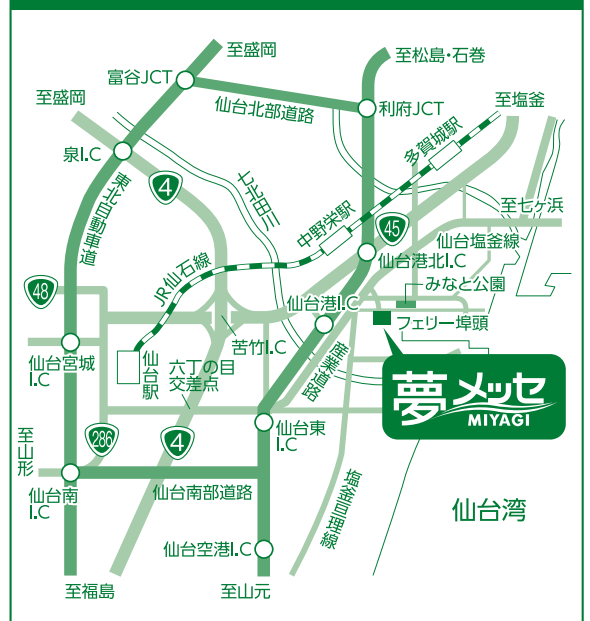 至盛岡
至松島・石巻
富谷JCT
至盛岡
仙台北部道路
利府JCT
至塩釜
多賀城駅
泉I.C
4
七北田川
東北自動車道
中野栄駅
45
至七ヶ浜
仙台塩釜線
仙台港北I.C
JR仙石線
48
みなと公園
仙台港I.C
フェリー埠頭
苦竹I.C
産業道路
仙台宮城
I.C
仙台駅
六丁の目
交差点
夢メッセ
MIYAGI
286
4
仙台東
I.C
至山形
仙台南
I.C
仙台南部道路
塩釜亘理線
仙台湾
仙台空港I.C
至福島
至山元